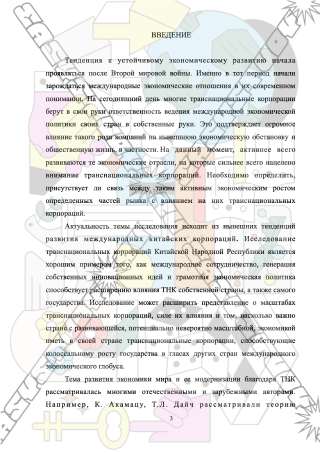 ВВЕДЕНИЕ
Тенденция к устойчивому экономическому развитию начала
проявляться после Второй мировой войны. Именно в тот период начали
зарождаться международные экономические отношения в их современном
понимании. На сегодняшний день многие транснациональные корпорации
берут в свои руки ответственность ведения международной экономической
политики своих стран в собственные руки. Это подтверждает огромное
влияние такого рода компаний на нынешнюю экономическую обстановку и
общественную жизнь, в частности. На данный момент, активнее всего
развиваются те экономические отрасли, на которые сильнее всего нацелено
внимание транснациональных корпораций. Необходимо определить,
присутствует ли связь между таким активным экономическим ростом
определенных частей рынка с влиянием на них транснациональных
корпораций.
Актуальность темы исследования исходит из нынешних тенденций
развития международных китайских корпораций. Исследование
транснациональных корпораций Китайской Народной Республики является
хорошим примером того, как международное сотрудничество, генерация
собственных инновационных идей и грамотная экономическая политика
способствует расширению влияния ТНК собственной страны, а также самого
государства. Исследование может расширить представление о масштабах
транснациональных корпораций, силе их влияния и том, насколько важно
стране с развивающейся, потенциально невероятно масштабной, экономикой
иметь в своей стране транснациональные корпорации, способствующие
колоссальному росту государства в глазах других стран международного
экономического глобуса.
Тема развития экономики мира и ее модернизации благодаря ТНК
рассматривалась многими отечественными и зарубежными авторами.
Например, К. Акамацу, Т.Л. Дайч рассматривали теорию
3